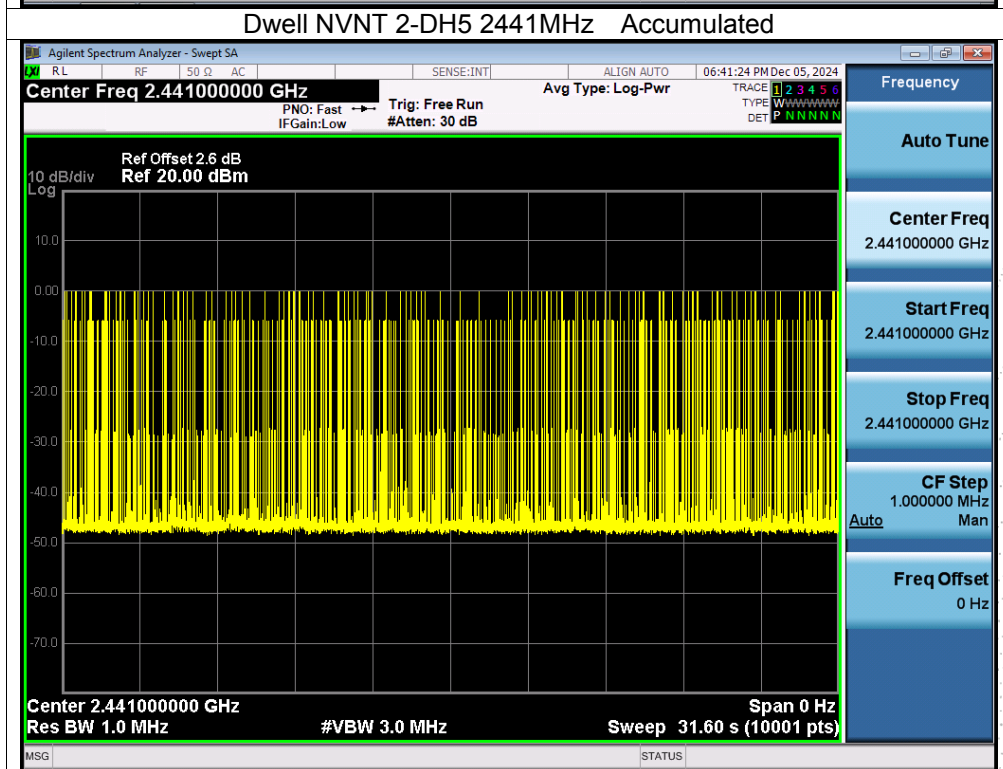 Dwell NVNT 2-DH5 2441MHz Accumulated
Agilent Spectrum Analyzer - Swept SA
LXI RL RF 50 Ω AC SENSE:INT ALIGN AUTO 06:41:24 PM Dec 05, 2024
Center Freq 2.441000000 GHz
PNO: Fast
IFGain:Low
Trig: Free Run
#Atten: 30 dB
Avg Type: Log-Pwr
TRACE 1 2 3 4 5 6
TYPE WWWWWWW
DET P N N N N N
Ref Offset 2.6 dB
10 dB/div Ref 20.00 dBm
Log
10.0
0.00
-10.0
-20.0
-30.0
-40.0
-50.0
-60.0
-70.0
Center 2.441000000 GHz Span 0 Hz
Res BW 1.0 MHz #VBW 3.0 MHz Sweep 31.60 s (10001 pts)
MSG STATUS
Frequency
Auto Tune
Center Freq
2.441000000 GHz
Start Freq
2.441000000 GHz
Stop Freq
2.441000000 GHz
CF Step
1.000000 MHz
Auto Man
Freq Offset
0 Hz